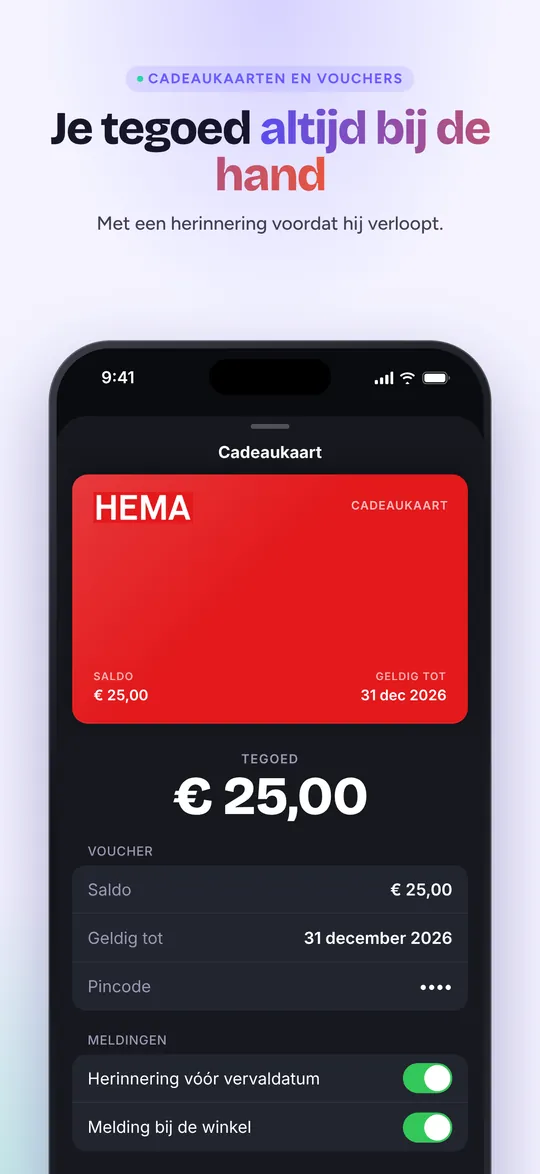 CADEAUKAARTEN EN VOUCHERS
Je tegoed altijd bij de
hand
Met een herinnering voordat hij verloopt.
9:41
Cadeaukaart
HEMA CADEAUKAART
SALDO GELDIG TOT
€ 25,00 31 dec 2026
TEGOED
€ 25,00
VOUCHER
Saldo € 25,00
Geldig tot 31 december 2026
Pincode ••••
MELDINGEN
Herinnering vóór vervaldatum
Melding bij de winkel